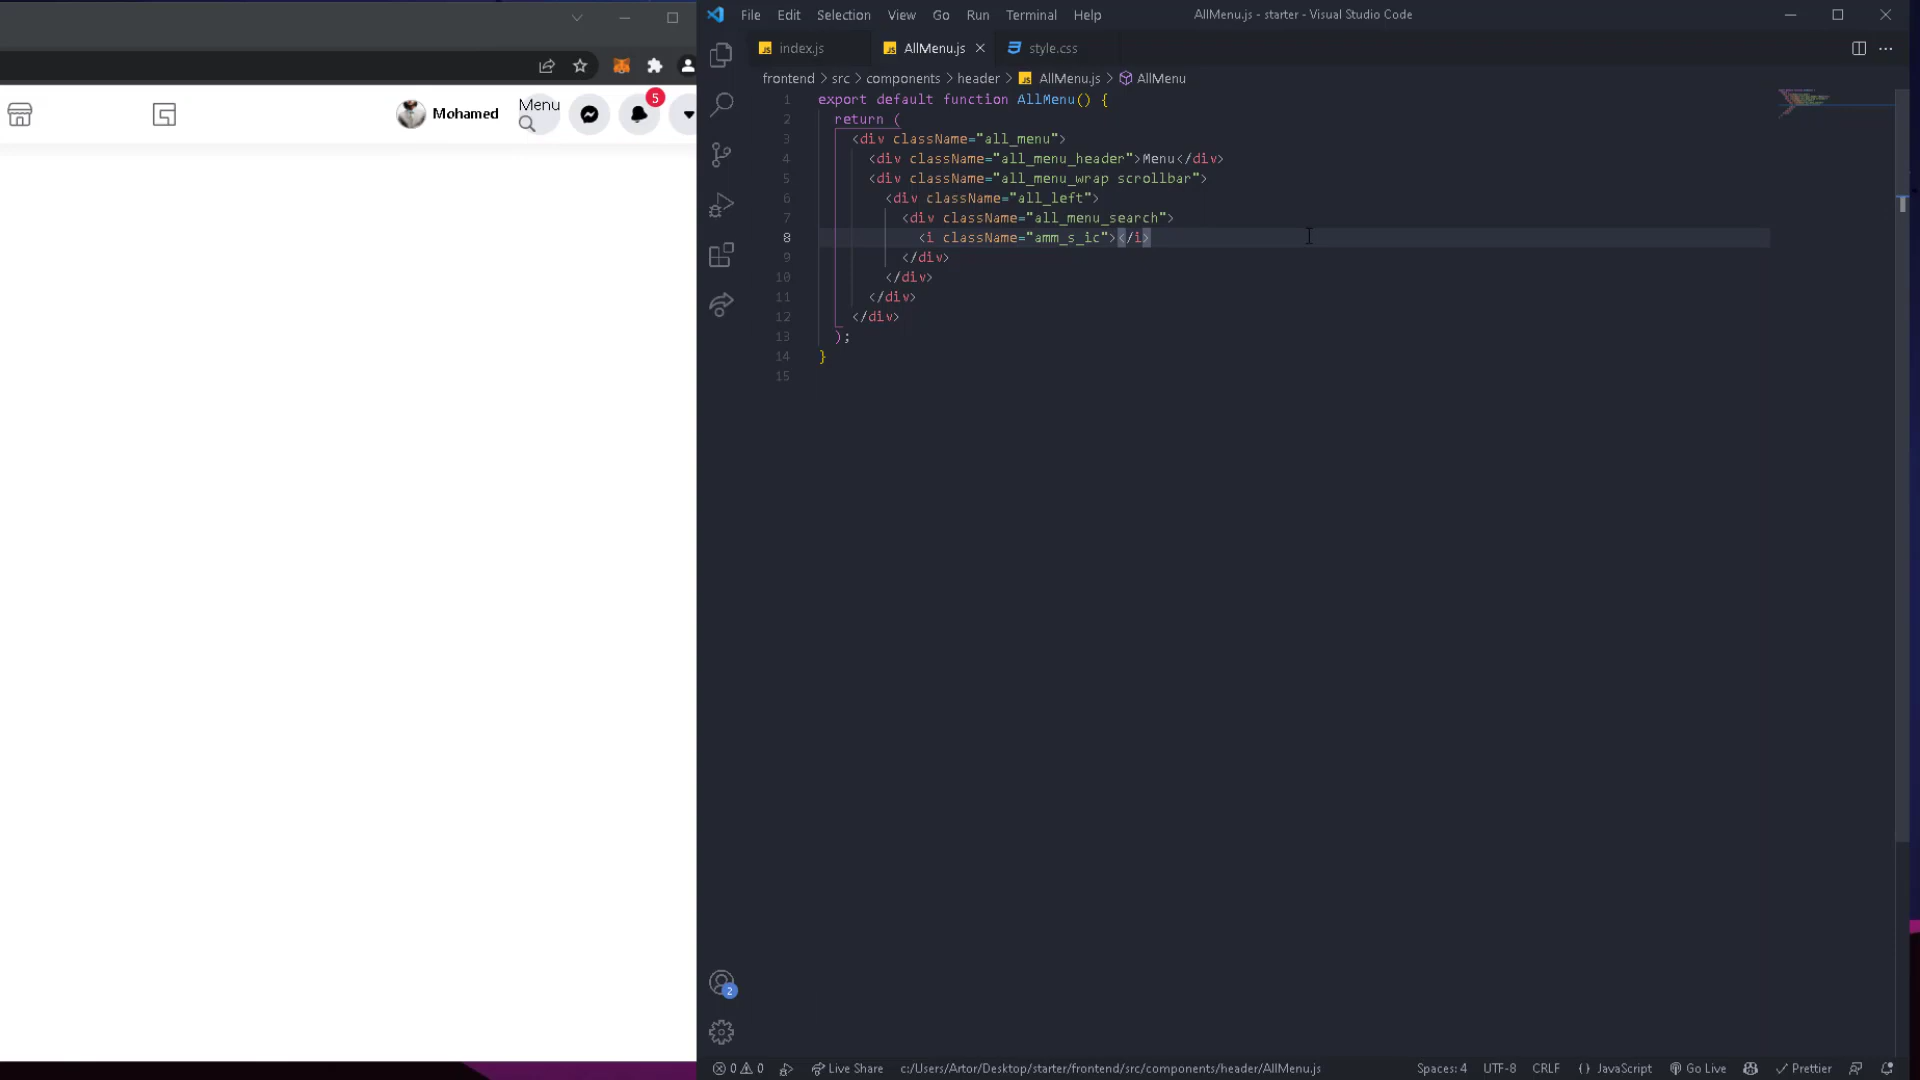 File Edit Selection View Go Run Terminal Help
AllMenu.js - starter - Visual Studio Code
index.js
AllMenu.js
style.css
frontend > src > components > header > AllMenu.js > AllMenu
Mohamed
Menu
5
1 export default function AllMenu() {
2 return (
3 <div className="all_menu">
4 <div className="all_menu_header">Menu</div>
5 <div className="all_menu_wrap scrollbar">
6 <div className="all_left">
7 <div className="all_menu_search">
8 <i className="amm_s_ic"></i>
9 </div>
10 </div>
11 </div>
12 </div>
13 );
14 }
15
2
0 0 Live Share c:/Users/Artor/Desktop/starter/frontend/src/components/header/AllMenu.js Spaces: 4 UTF-8 CRLF {} JavaScript Go Live Prettier